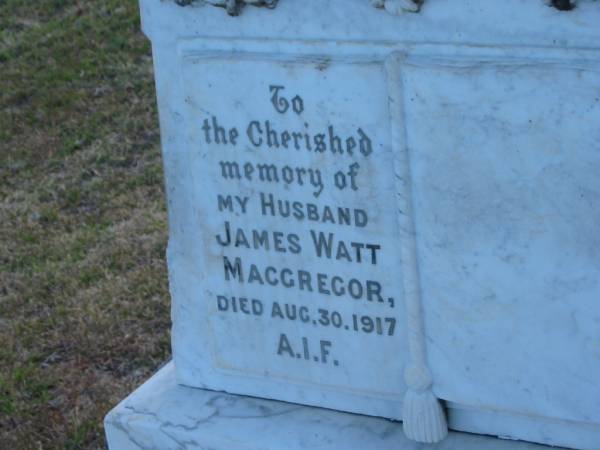 To
the Cherished
memory of
MY HUSBAND
JAMES WATT
MACGREGOR,
DIED AUG. 30. 1917
A.I.F.